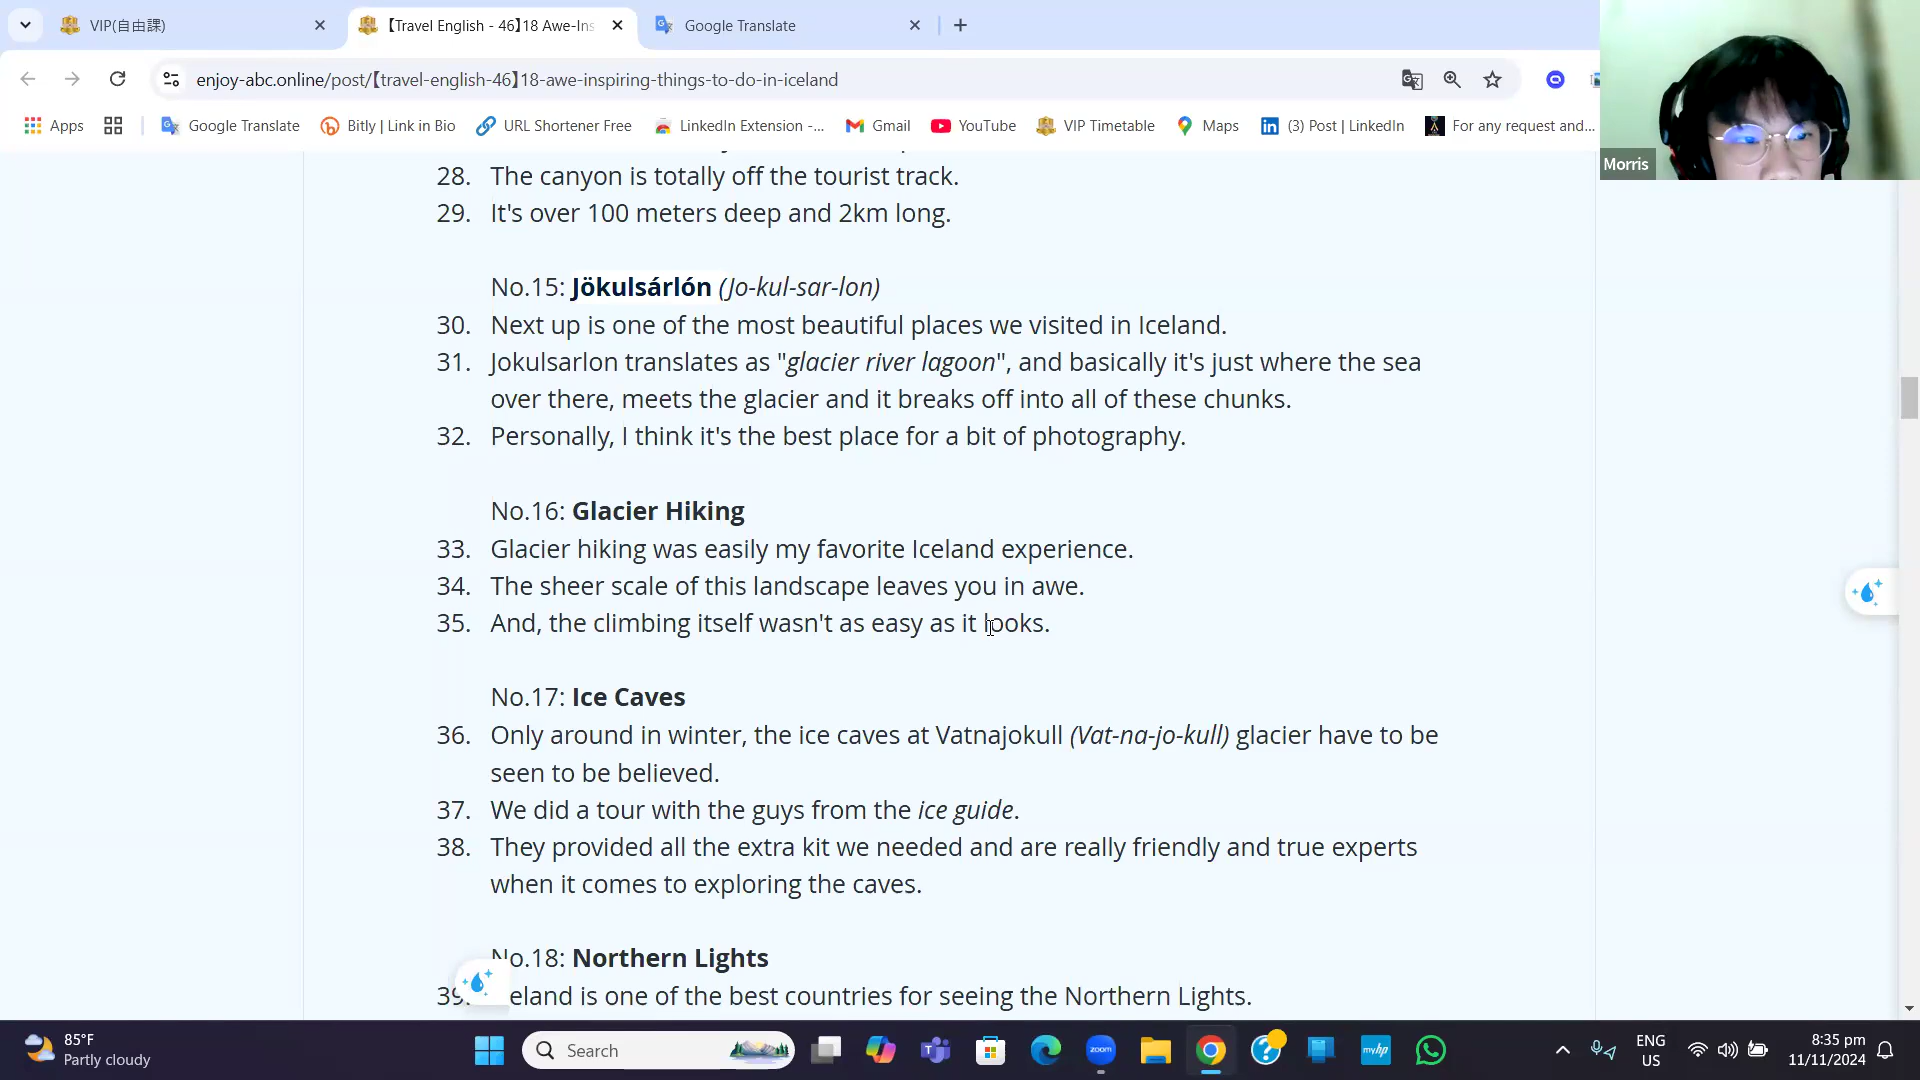 VIP(自由課)
【Travel English - 46】18 Awe-Ins
Google Translate
enjoy-abc.online/post/【travel-english-46】18-awe-inspiring-things-to-do-in-iceland
Apps
Google Translate
Bitly | Link in Bio
URL Shortener Free
LinkedIn Extension -...
Gmail
YouTube
VIP Timetable
Maps
(3) Post | LinkedIn
For any request and...
Morris
28. The canyon is totally off the tourist track.
29. It's over 100 meters deep and 2km long.
No.15: Jökulsárlón (Jo-kul-sar-lon)
30. Next up is one of the most beautiful places we visited in Iceland.
31. Jokulsarlon translates as "glacier river lagoon", and basically it's just where the sea
over there, meets the glacier and it breaks off into all of these chunks.
32. Personally, I think it's the best place for a bit of photography.
No.16: Glacier Hiking
33. Glacier hiking was easily my favorite Iceland experience.
34. The sheer scale of this landscape leaves you in awe.
35. And, the climbing itself wasn't as easy as it looks.
No.17: Ice Caves
36. Only around in winter, the ice caves at Vatnajokull (Vat-na-jo-kull) glacier have to be
seen to be believed.
37. We did a tour with the guys from the ice guide.
38. They provided all the extra kit we needed and are really friendly and true experts
when it comes to exploring the caves.
No.18: Northern Lights
39. Iceland is one of the best countries for seeing the Northern Lights.
85°F
Partly cloudy
Search
zoom
myhp
ENG
US
8:35 pm
11/11/2024